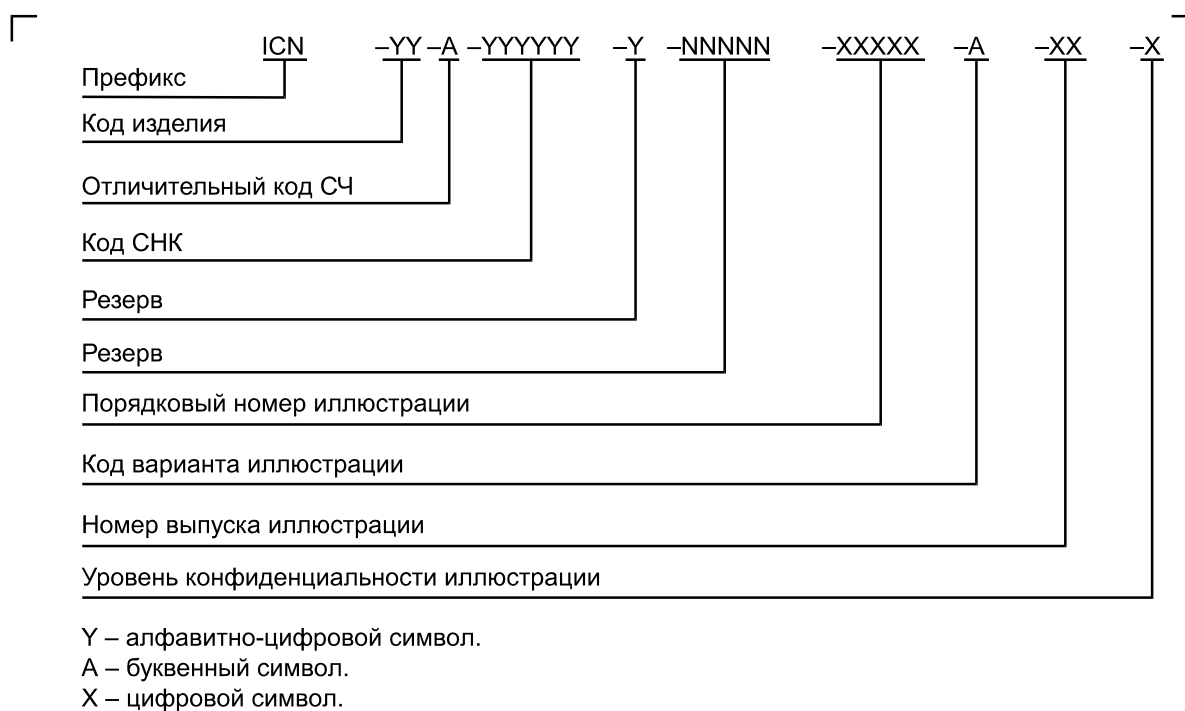 ICN –YY –A –YYYYYY –Y –NNNNN –XXXXX –A –XX –X
Префикс
Код изделия
Отличительный код СЧ
Код СНК
Резерв
Резерв
Порядковый номер иллюстрации
Код варианта иллюстрации
Номер выпуска иллюстрации
Уровень конфиденциальности иллюстрации
Y – алфавитно-цифровой символ.
А – буквенный символ.
X – цифровой символ.